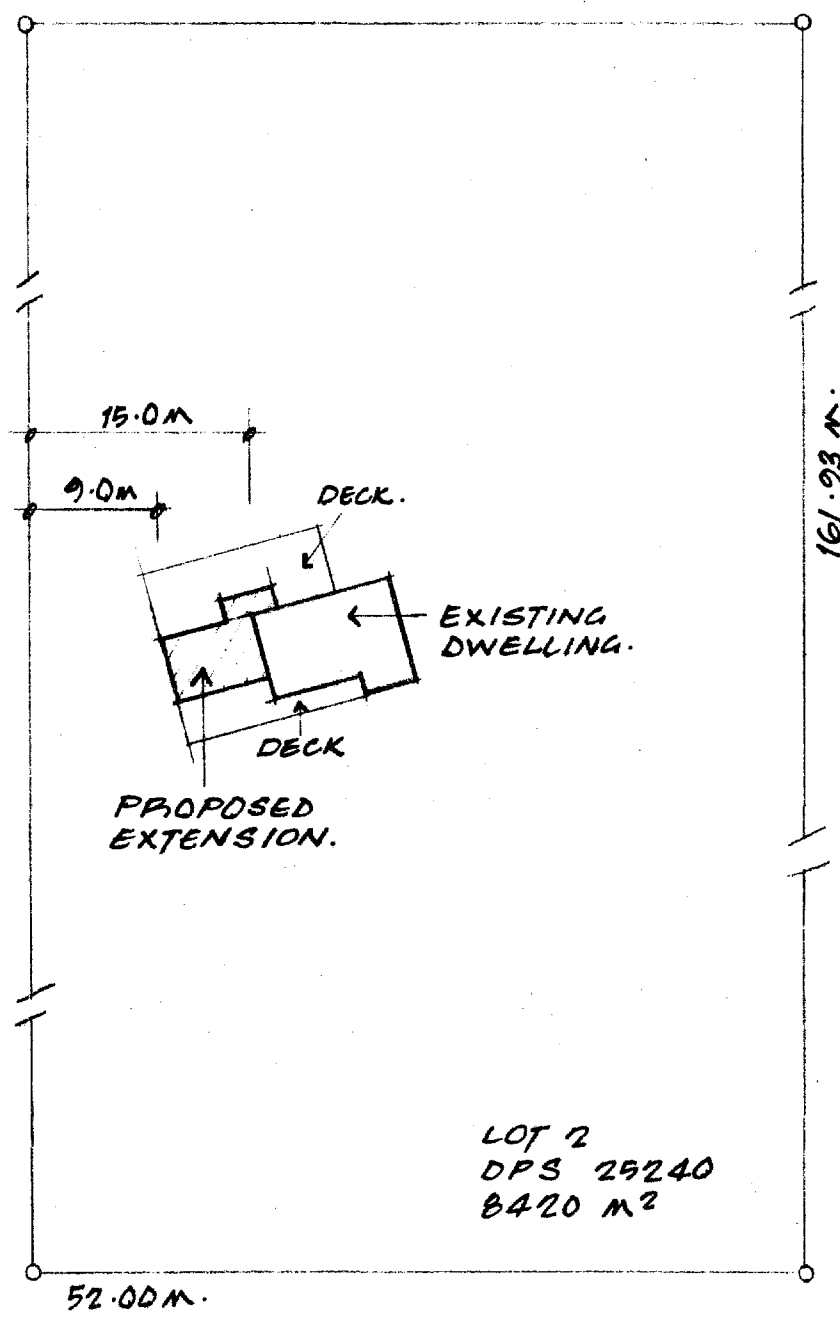 15.0M
9.0M
DECK.
161.93 M.
EXISTING
DWELLING.
DECK
PROPOSED
EXTENSION.
LOT 2
DPS 25240
8420 M²
52.00M.